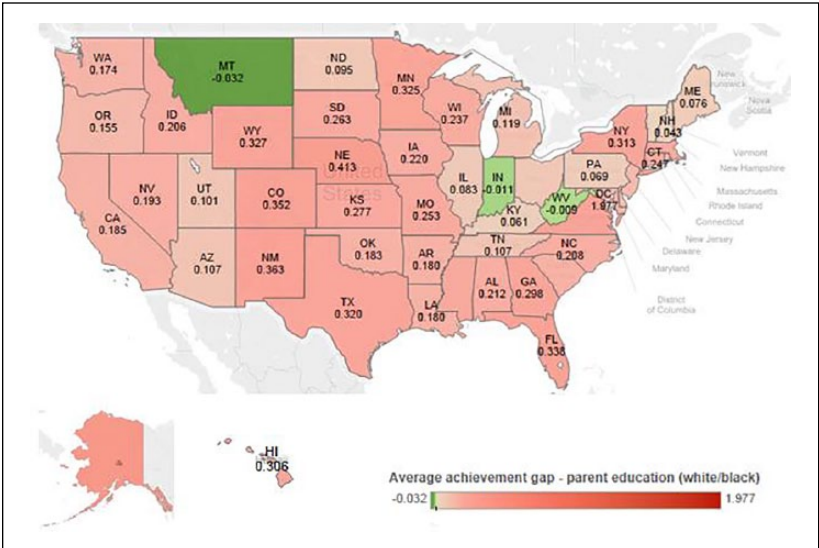 WA
0.174
MT
-0.032
ND
0.095
MN
0.325
ME
0.076
New
Brunswick
Nova
Scotia
OR
0.155
ID
0.206
SD
0.263
WI
0.237
MI
0.119
NH
0.043
NY
0.313
WY
0.327
IA
0.220
CT
0.247
Vermont
New Hampshire
NE
0.413
PA
0.069
Massachusetts
Rhode Island
Connecticut
New Jersey
Delaware
Maryland
District
of Columbia
NV
0.193
UT
0.101
CO
0.352
United
States
KS
0.277
IL
0.083
IN
-0.011
WV
-0.009
DC
1.977
MO
0.253
KY
0.061
CA
0.185
AZ
0.107
NM
0.363
OK
0.183
AR
0.180
TN
0.107
NC
0.208
TX
0.320
LA
0.180
AL
0.212
GA
0.298
FL
0.338
HI
0.306
Average achievement gap - parent education (white/black)
-0.032
1.977